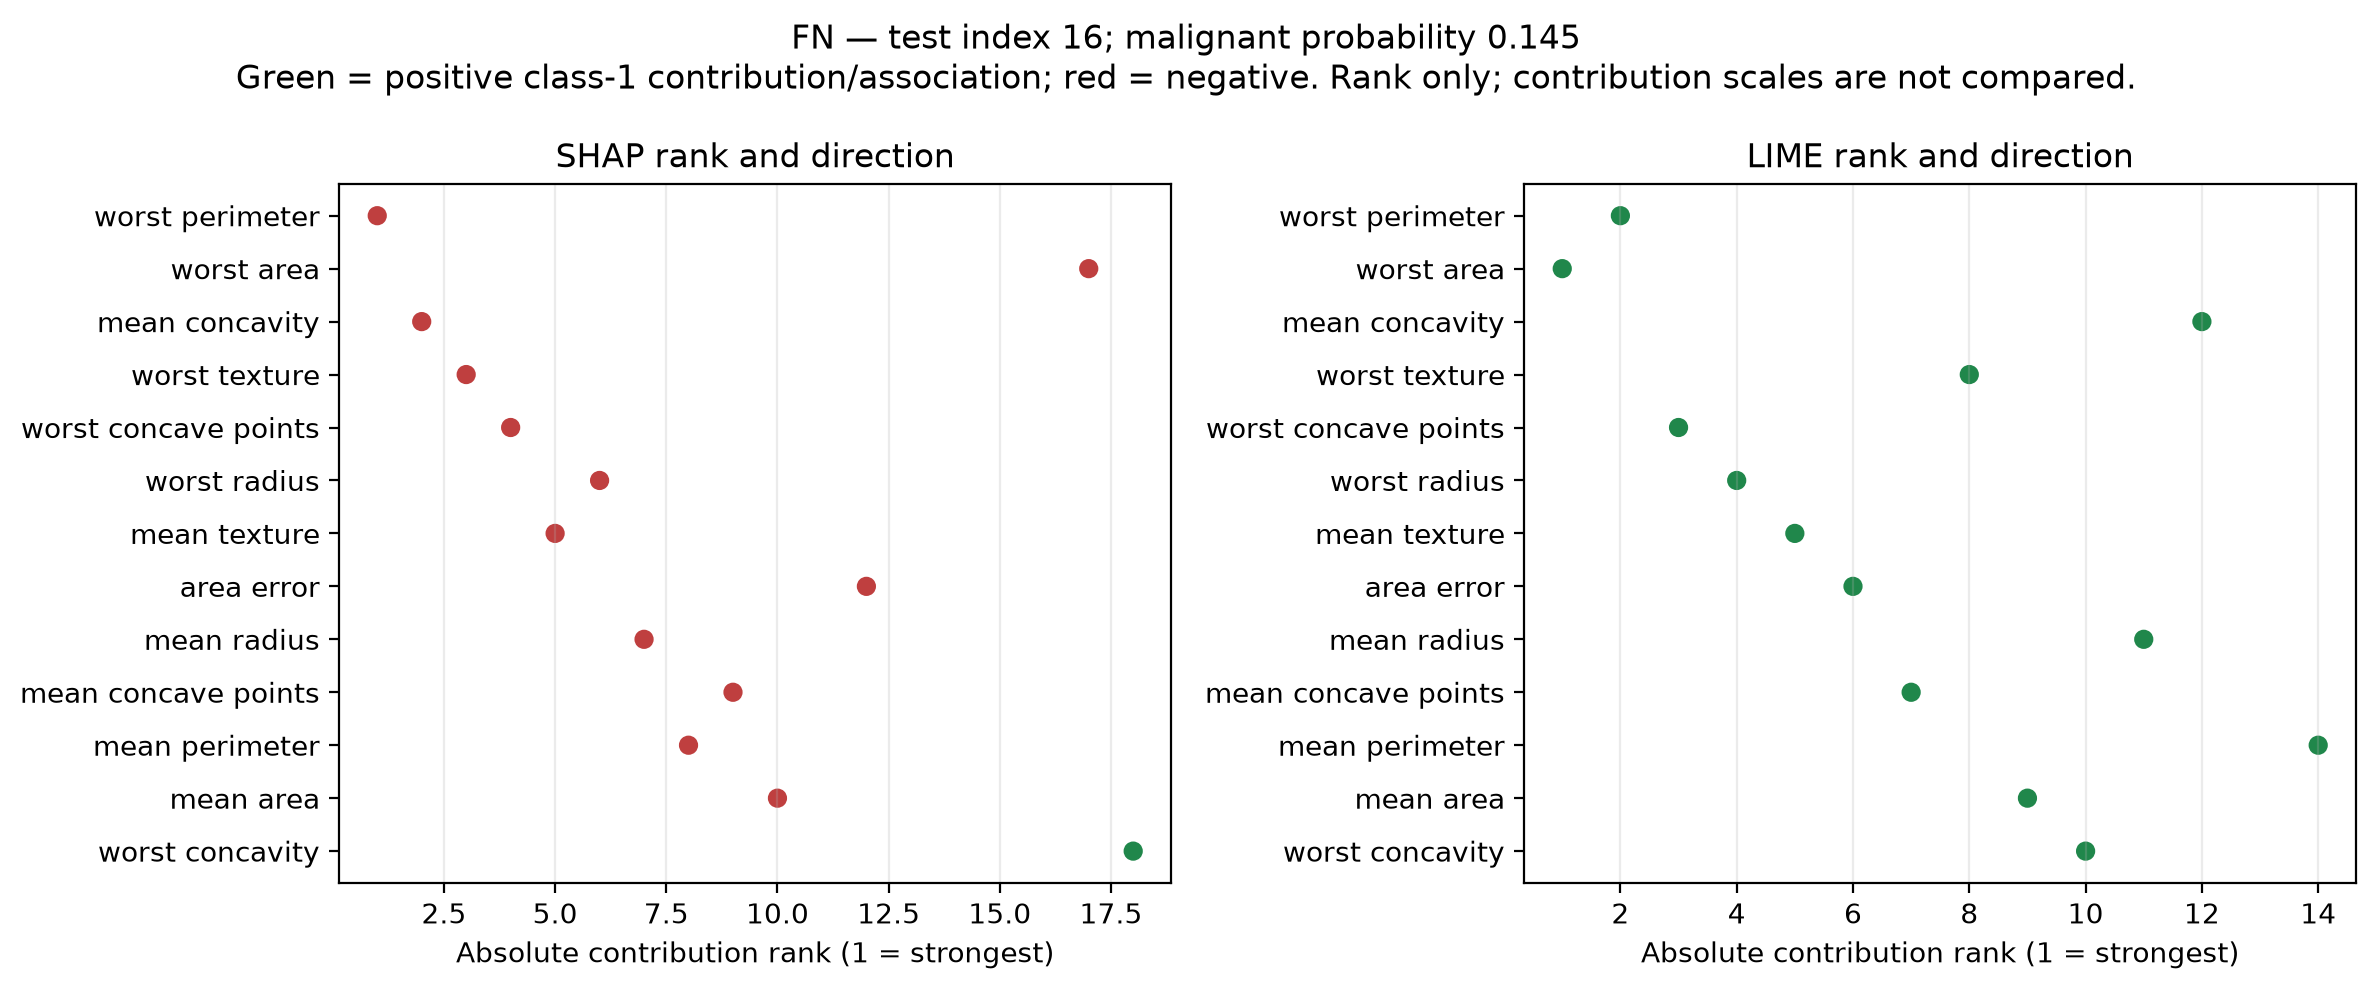 FN — test index 16; malignant probability 0.145
Green = positive class-1 contribution/association; red = negative. Rank only; contribution scales are not compared.
SHAP rank and direction
worst perimeter
worst area
mean concavity
worst texture
worst concave points
worst radius
mean texture
area error
mean radius
mean concave points
mean perimeter
mean area
worst concavity
2.5 5.0 7.5 10.0 12.5 15.0 17.5
Absolute contribution rank (1 = strongest)
LIME rank and direction
worst perimeter
worst area
mean concavity
worst texture
worst concave points
worst radius
mean texture
area error
mean radius
mean concave points
mean perimeter
mean area
worst concavity
2 4 6 8 10 12 14
Absolute contribution rank (1 = strongest)